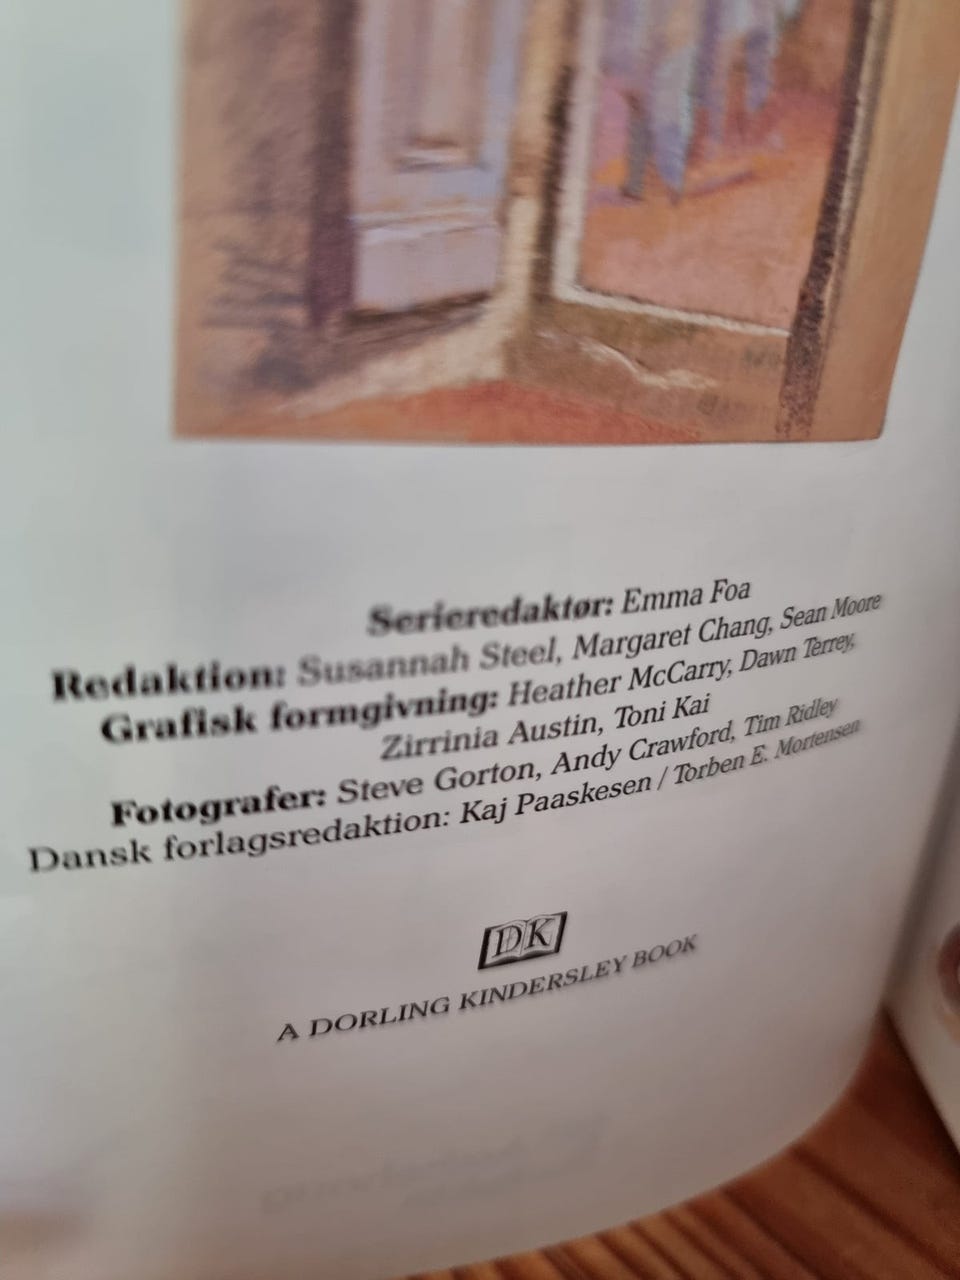 Serieredaktør: Emma Foa
Redaktion: Susannah Steel, Margaret Chang, Sean Moore
Grafisk formgivning: Heather McCarry, Dawn Terrey,
Zirrinia Austin, Toni Kai
Fotografer: Steve Gorton, Andy Crawford, Tim Ridley
Dansk forlagsredaktion: Kaj Paaskesen / Torben E. Mortensen
DK
A DORLING KINDERSLEY BOOK